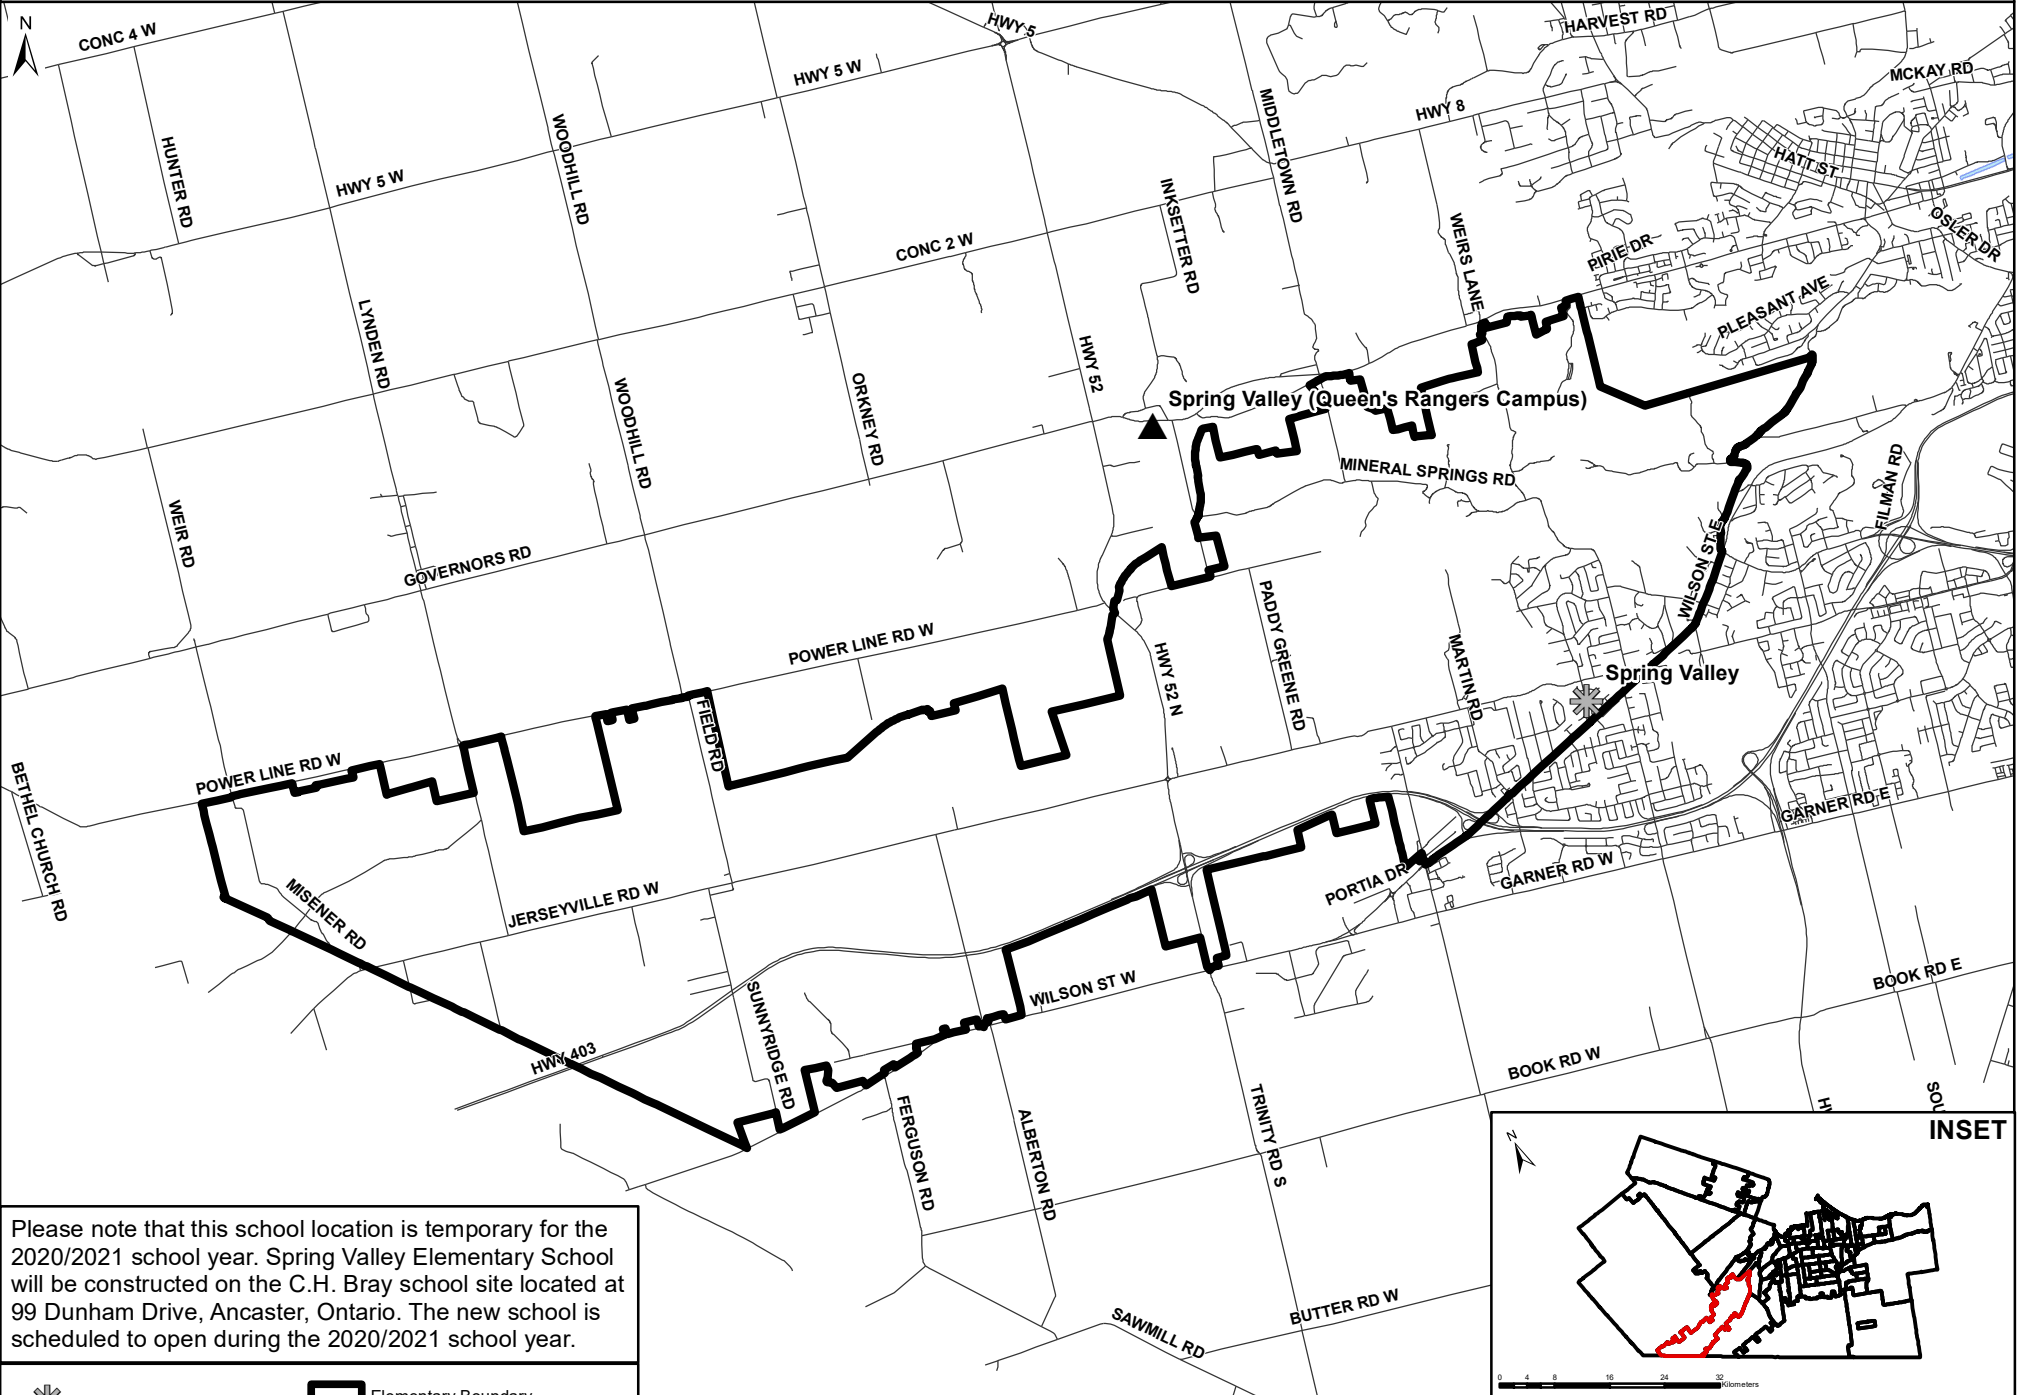 N
CONC 4 W
HWY 5
HARVEST RD
MCKAY RD
HWY 5 W
HWY 8
MIDDLETOWN RD
HUNTER RD
WOODHILL RD
HATT ST
HWY 5 W
INKSETTER RD
WEIRS LANE
OSLER DR
CONC 2 W
PIRIE DR
PLEASANT AVE
LYNDEN RD
HWY 52
WOODHILL RD
ORKNEY RD
Spring Valley (Queen's Rangers Campus)
MINERAL SPRINGS RD
FILMAN RD
WEIR RD
GOVERNORS RD
WILSON ST E
PADDY GREENE RD
POWER LINE RD W
HWY 52 N
MARTIN RD
Spring Valley
FIELD RD
POWER LINE RD W
BETHEL CHURCH RD
GARNER RD E
MISENER RD
JERSEYVILLE RD W
PORTIA DR
GARNER RD W
WILSON ST W
BOOK RD E
SUNNYRIDGE RD
HWY 403
BOOK RD W
FERGUSON RD
ALBERTON RD
TRINITY RD S
SAWMILL RD
BUTTER RD W
INSET
N
0 4 8 16 24 32
Kilometers
Please note that this school location is temporary for the
2020/2021 school year. Spring Valley Elementary School
will be constructed on the C.H. Bray school site located at
99 Dunham Drive, Ancaster, Ontario. The new school is
scheduled to open during the 2020/2021 school year.
Elementary Boundary